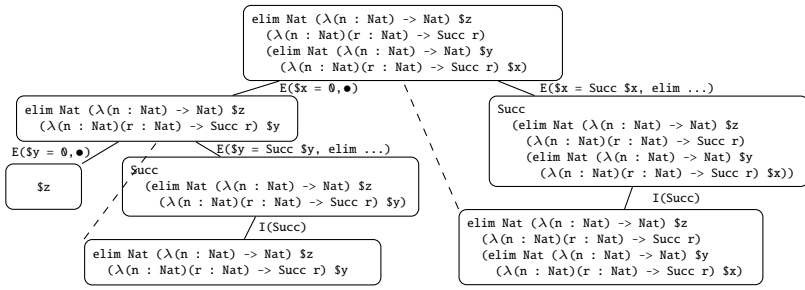 elim Nat (λ(n : Nat) -> Nat) $z
(λ(n : Nat)(r : Nat) -> Succ r)
(elim Nat (λ(n : Nat) -> Nat) $y
(λ(n : Nat)(r : Nat) -> Succ r) $x)
E($x = 0,●)
E($x = Succ $x, elim ...)
elim Nat (λ(n : Nat) -> Nat) $z
(λ(n : Nat)(r : Nat) -> Succ r) $y
Succ
(elim Nat (λ(n : Nat) -> Nat) $z
(λ(n : Nat)(r : Nat) -> Succ r)
(elim Nat (λ(n : Nat) -> Nat) $y
(λ(n : Nat)(r : Nat) -> Succ r) $x))
E($y = 0,●)
E($y = Succ $y, elim ...)
$z
Succ
(elim Nat (λ(n : Nat) -> Nat) $z
(λ(n : Nat)(r : Nat) -> Succ r) $y)
I(Succ)
I(Succ)
elim Nat (λ(n : Nat) -> Nat) $z
(λ(n : Nat)(r : Nat) -> Succ r) $y
elim Nat (λ(n : Nat) -> Nat) $z
(λ(n : Nat)(r : Nat) -> Succ r)
(elim Nat (λ(n : Nat) -> Nat) $y
(λ(n : Nat)(r : Nat) -> Succ r) $x)